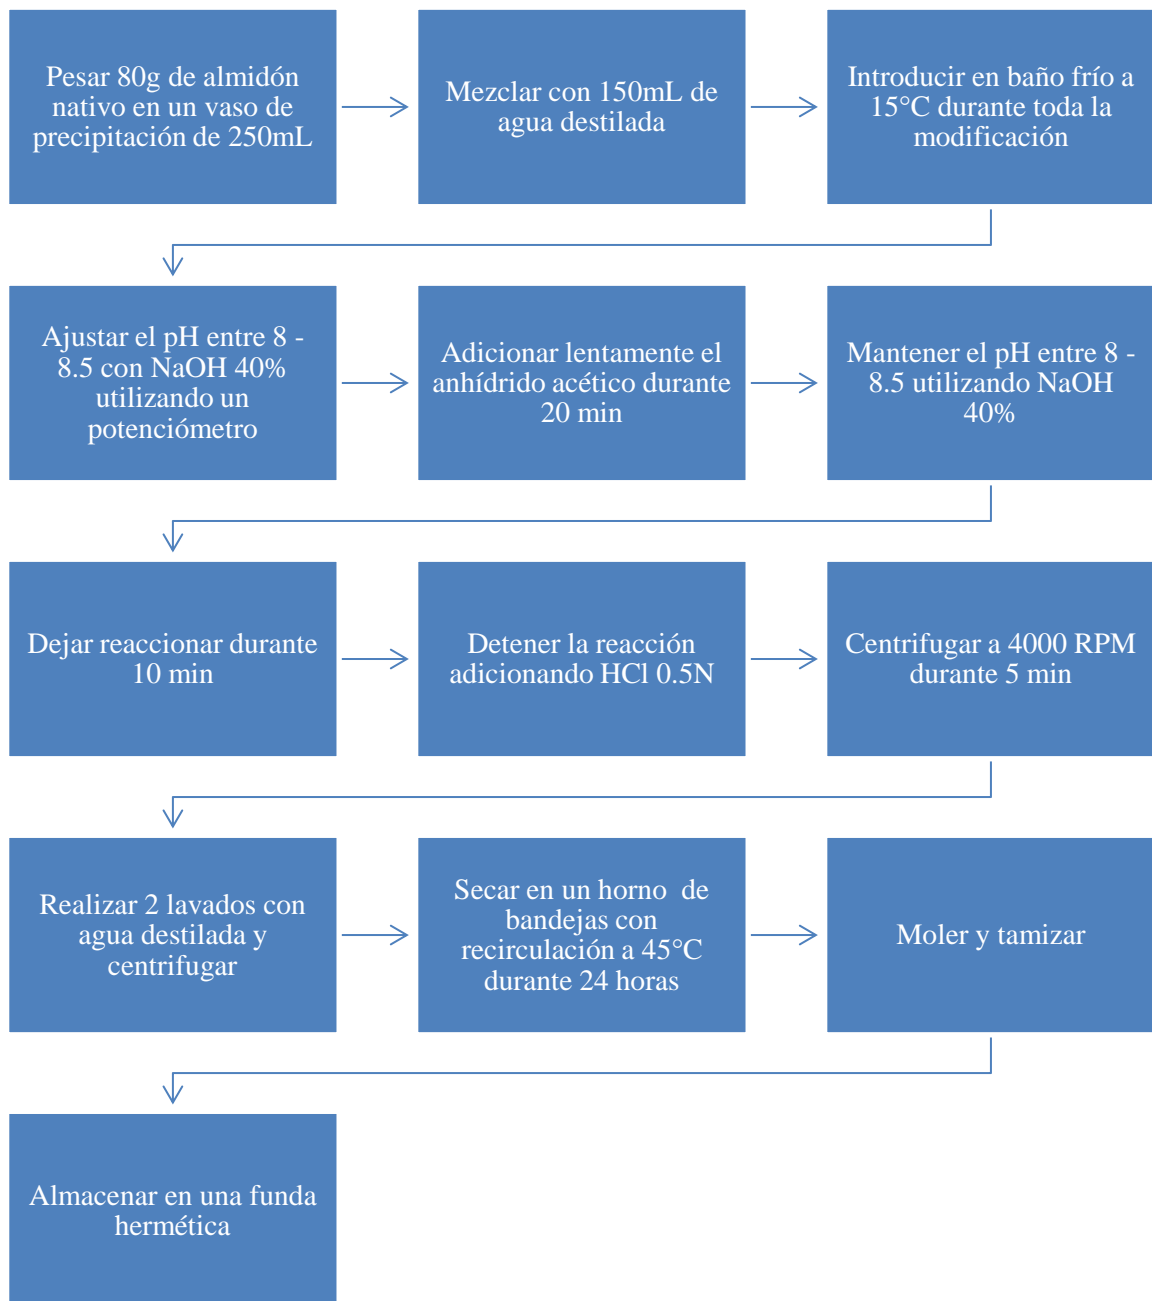 Pesar 80g de almidón
nativo en un vaso de
precipitación de 250mL
Mezclar con 150mL de
agua destilada
Introducir en baño frío a
15°C durante toda la
modificación
Ajustar el pH entre 8 -
8.5 con NaOH 40%
utilizando un
potenciómetro
Adicionar lentamente el
anhídrido acético durante
20 min
Mantener el pH entre 8 -
8.5 utilizando NaOH
40%
Dejar reaccionar durante
10 min
Detener la reacción
adicionando HCl 0.5N
Centrifugar a 4000 RPM
durante 5 min
Realizar 2 lavados con
agua destilada y
centrifugar
Secar en un horno de
bandejas con
recirculación a 45°C
durante 24 horas
Moler y tamizar
Almacenar en una funda
hermética